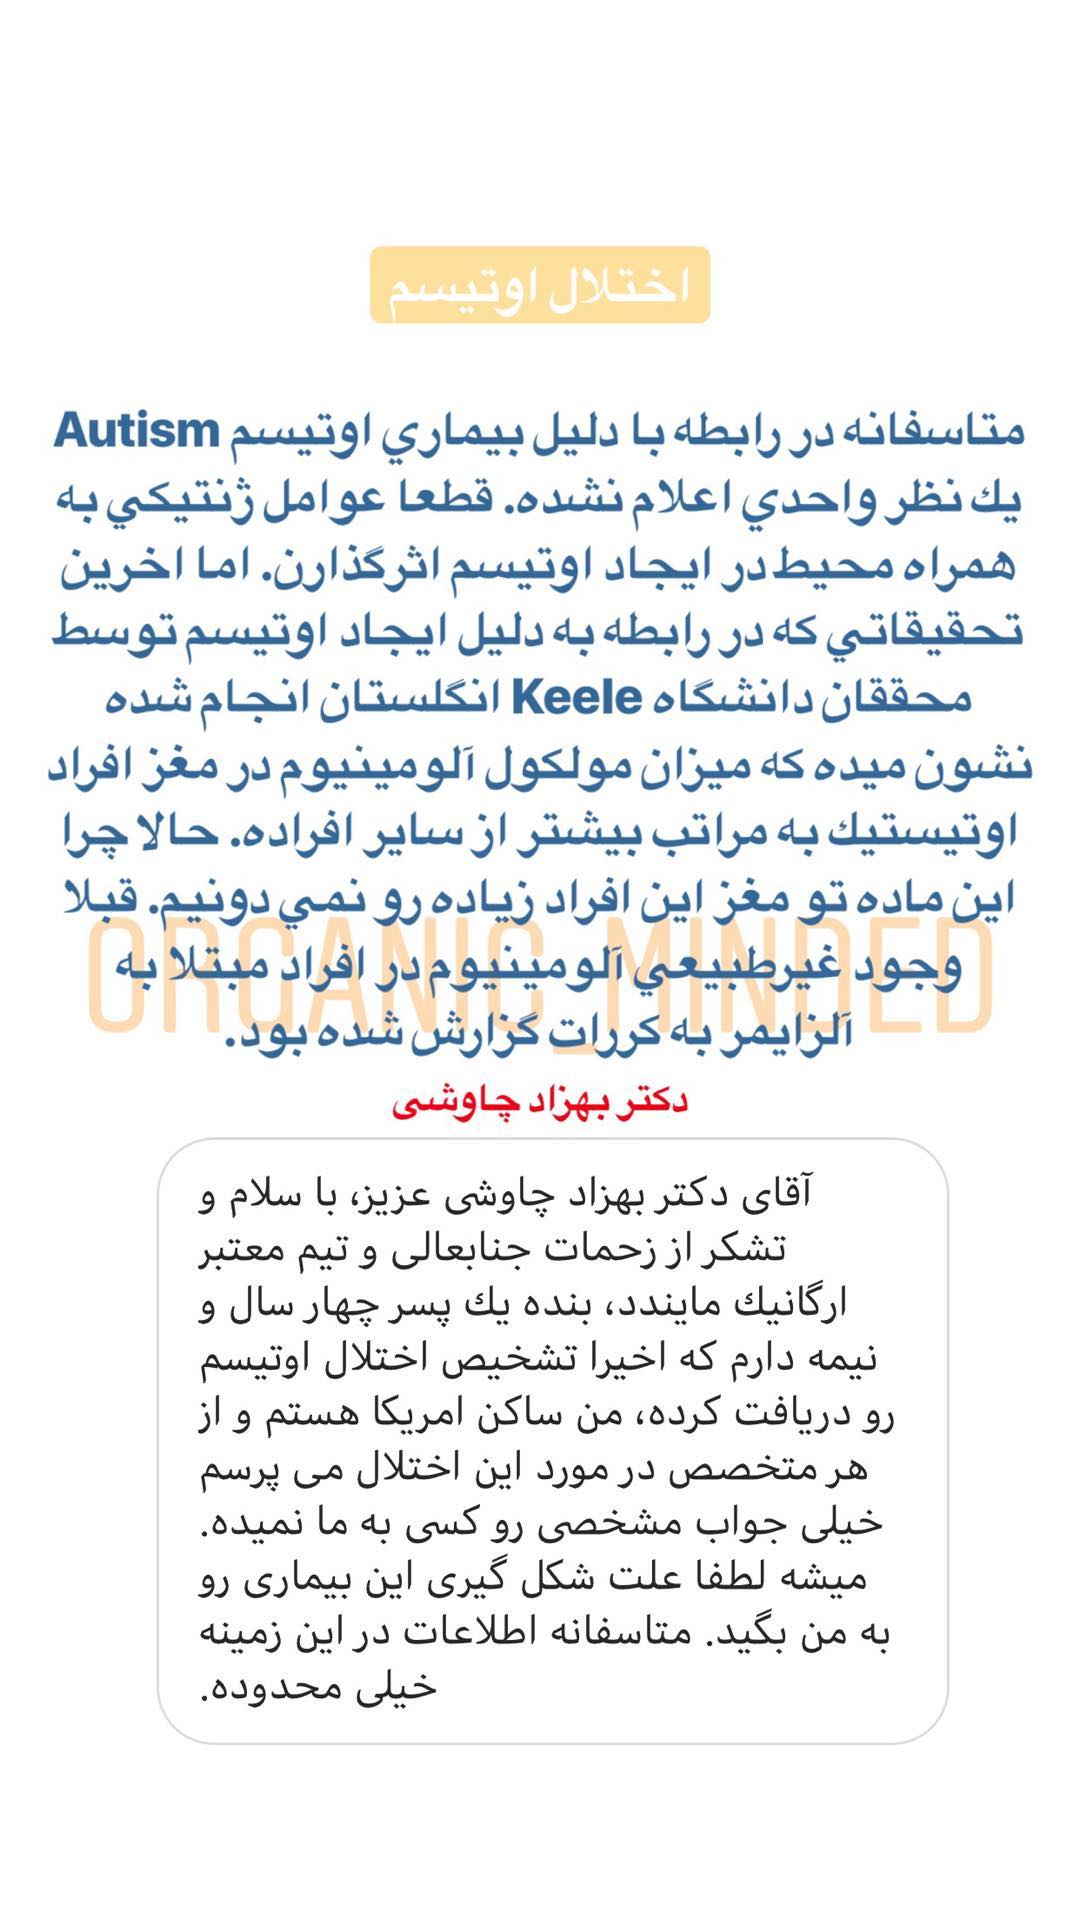 اختلال اوتیسم
متاسفانه در رابطه با دلیل بیماري اوتیسم Autism
یك نظر واحدي اعلام نشده. قطعا عوامل ژنتیکي به
همراه محیط در ایجاد اوتیسم اثرگذارن. اما اخرین
تحقیقاتي که در رابطه به دلیل ایجاد اوتیسم توسط
محققان دانشگاه Keele انگلستان انجام شده
نشون میده که میزان مولکول آلومینیوم در مغز افراد
اوتیستیك به مراتب بیشتر از سایر افراده. حالا چرا
این ماده تو مغز این افراد زیاده رو نمي دونیم. قبلا
وجود غیرطبیعي آلومینیوم در افراد مبتلا به
آلزایمر به کررات گزارش شده بود.
ORGANIC_MINDED
دکتر بهزاد چاوشی
آقای دکتر بهزاد چاوشی عزیز، با سلام و
تشکر از زحمات جنابعالی و تیم معتبر
ارگانیك مایندد، بنده یك پسر چهار سال و
نیمه دارم که اخیرا تشخیص اختلال اوتیسم
رو دریافت کرده، من ساکن امریکا هستم و از
هر متخصص در مورد این اختلال می پرسم
خیلی جواب مشخصی رو کسی به ما نمیده.
میشه لطفا علت شکل گیری این بیماری رو
به من بگید. متاسفانه اطلاعات در این زمینه
خیلی محدوده.